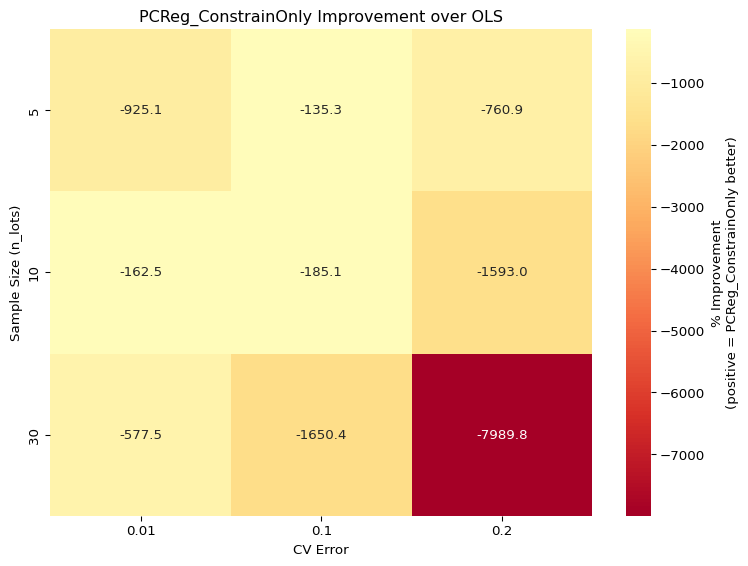 PCReg_ConstrainOnly Improvement over OLS
Sample Size (n_lots)
5
-925.1 -135.3 -760.9
10
-162.5 -185.1 -1593.0
30
-577.5 -1650.4 -7989.8
0.01 0.1 0.2
CV Error
−1000
−2000
−3000
−4000
−5000
−6000
−7000
% Improvement
(positive = PCReg_ConstrainOnly better)